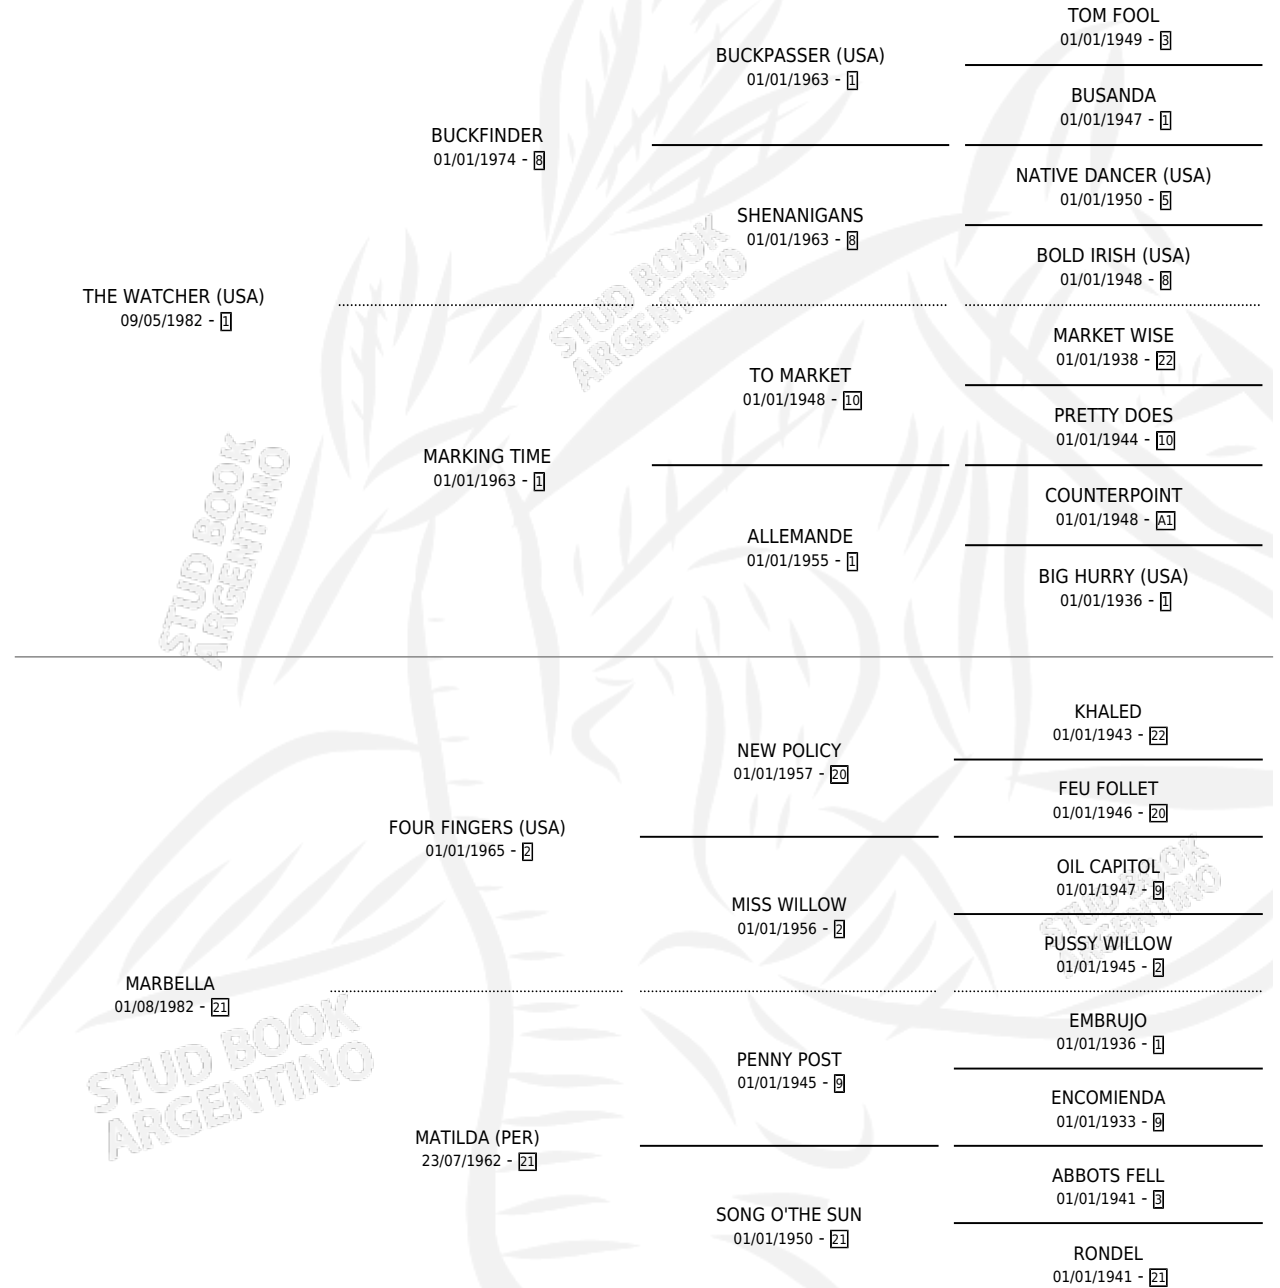 TOM FOOL
01/01/1949 - 3
BUCKPASSER (USA)
01/01/1963 - 1
BUSANDA
01/01/1947 - 1
BUCKFINDER
01/01/1974 - 8
NATIVE DANCER (USA)
01/01/1950 - 5
SHENANIGANS
01/01/1963 - 8
BOLD IRISH (USA)
01/01/1948 - 8
THE WATCHER (USA)
09/05/1982 - 1
MARKET WISE
01/01/1938 - 22
TO MARKET
01/01/1948 - 10
PRETTY DOES
01/01/1944 - 10
MARKING TIME
01/01/1963 - 1
COUNTERPOINT
01/01/1948 - A1
ALLEMANDE
01/01/1955 - 1
BIG HURRY (USA)
01/01/1936 - 1
KHALED
01/01/1943 - 22
NEW POLICY
01/01/1957 - 20
FEU FOLLET
01/01/1946 - 20
FOUR FINGERS (USA)
01/01/1965 - 2
OIL CAPITOL
01/01/1947 - 9
MISS WILLOW
01/01/1956 - 2
PUSSY WILLOW
01/01/1945 - 2
MARBELLA
01/08/1982 - 21
EMBRUJO
01/01/1936 - 1
PENNY POST
01/01/1945 - 9
ENCOMIENDA
01/01/1933 - 9
MATILDA (PER)
23/07/1962 - 21
ABBOTS FELL
01/01/1941 - 3
SONG O'THE SUN
01/01/1950 - 21
RONDEL
01/01/1941 - 21
STUD BOOK
ARGENTINO
STUD BOOK
ARGENTINO
STUD BOOK
ARGENTINO
STUD BOOK
ARGENTINO